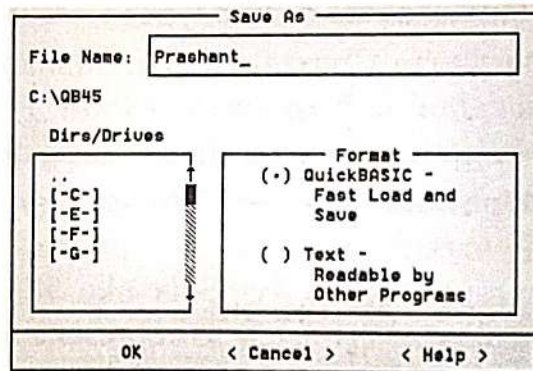 Save As
File Name: Prashant_
C:\QB45
Dirs/Drives
..
[-C-]
[-E-]
[-F-]
[-G-]
Format
(•) QuickBASIC -
Fast Load and
Save
( ) Text -
Readable by
Other Programs
OK < Cancel > < Help >